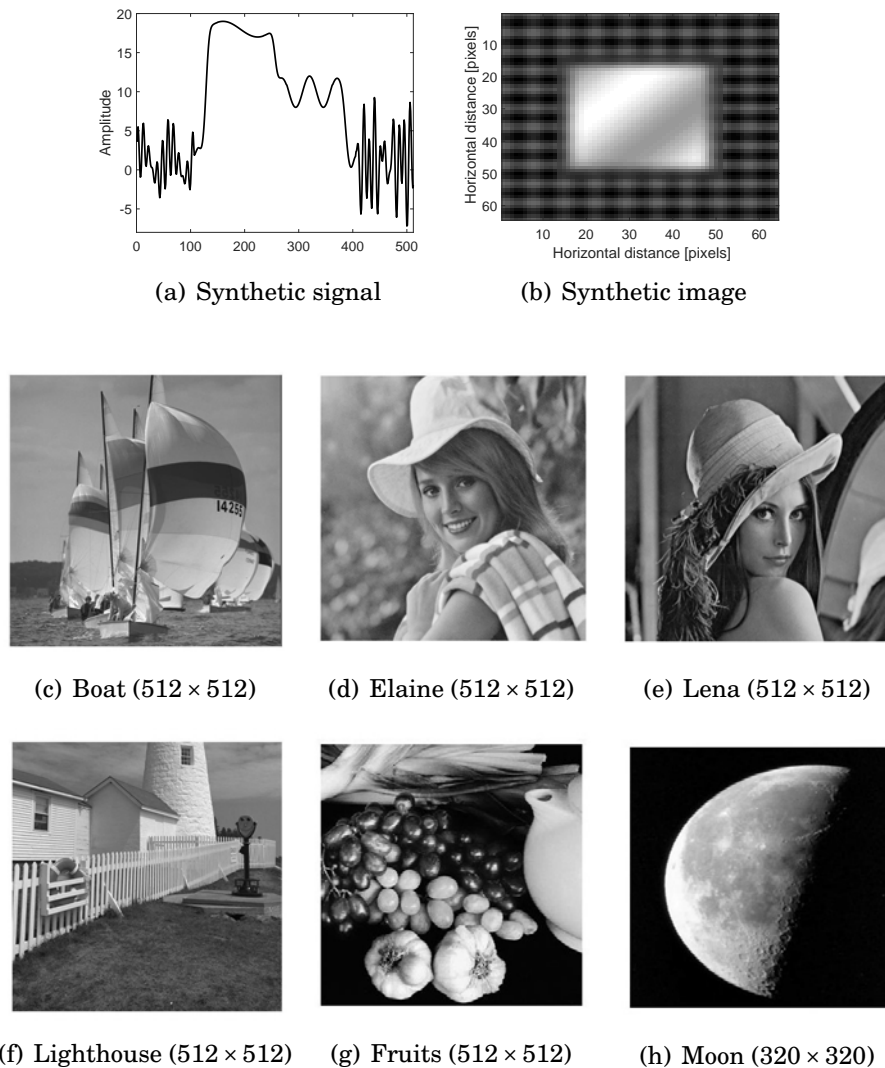 20
15
10
5
0
-5
Amplitude
0 100 200 300 400 500
(a) Synthetic signal
10
20
30
40
50
60
Horizontal distance [pixels]
10 20 30 40 50 60
Horizontal distance [pixels]
(b) Synthetic image
14255
(c) Boat (512 × 512)
(d) Elaine (512 × 512)
(e) Lena (512 × 512)
(f) Lighthouse (512 × 512)
(g) Fruits (512 × 512)
(h) Moon (320 × 320)